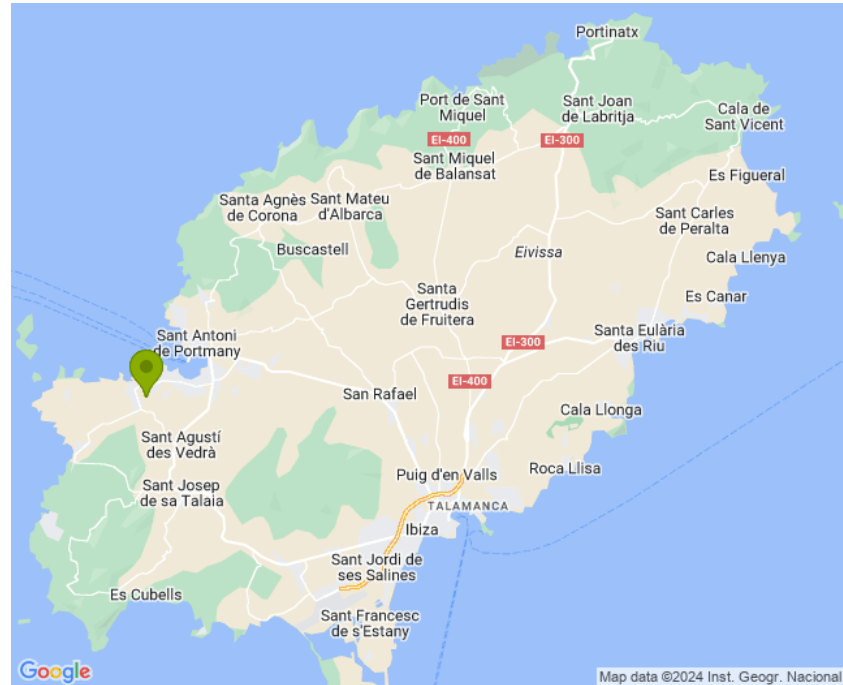 Portinatx
Port de Sant
Miquel
Sant Joan
de Labritja
Cala de
Sant Vicent
EI-400
EI-300
Sant Miquel
de Balansat
Es Figueral
Santa Agnès
de Corona
Sant Mateu
d'Albarca
Sant Carles
de Peralta
Buscastell
Eivissa
Cala Llenya
Santa
Gertrudis
de Fruitera
Es Canar
Sant Antoni
de Portmany
EI-300
Santa Eulària
des Riu
EI-400
San Rafael
Cala Llonga
Sant Agustí
des Vedrà
Roca Llisa
Puig d'en Valls
Sant Josep
de sa Talaia
TALAMANCA
Ibiza
Sant Jordi de
ses Salines
Es Cubells
Sant Francesc
de s'Estany
Google
Map data ©2024 Inst. Geogr. Nacional